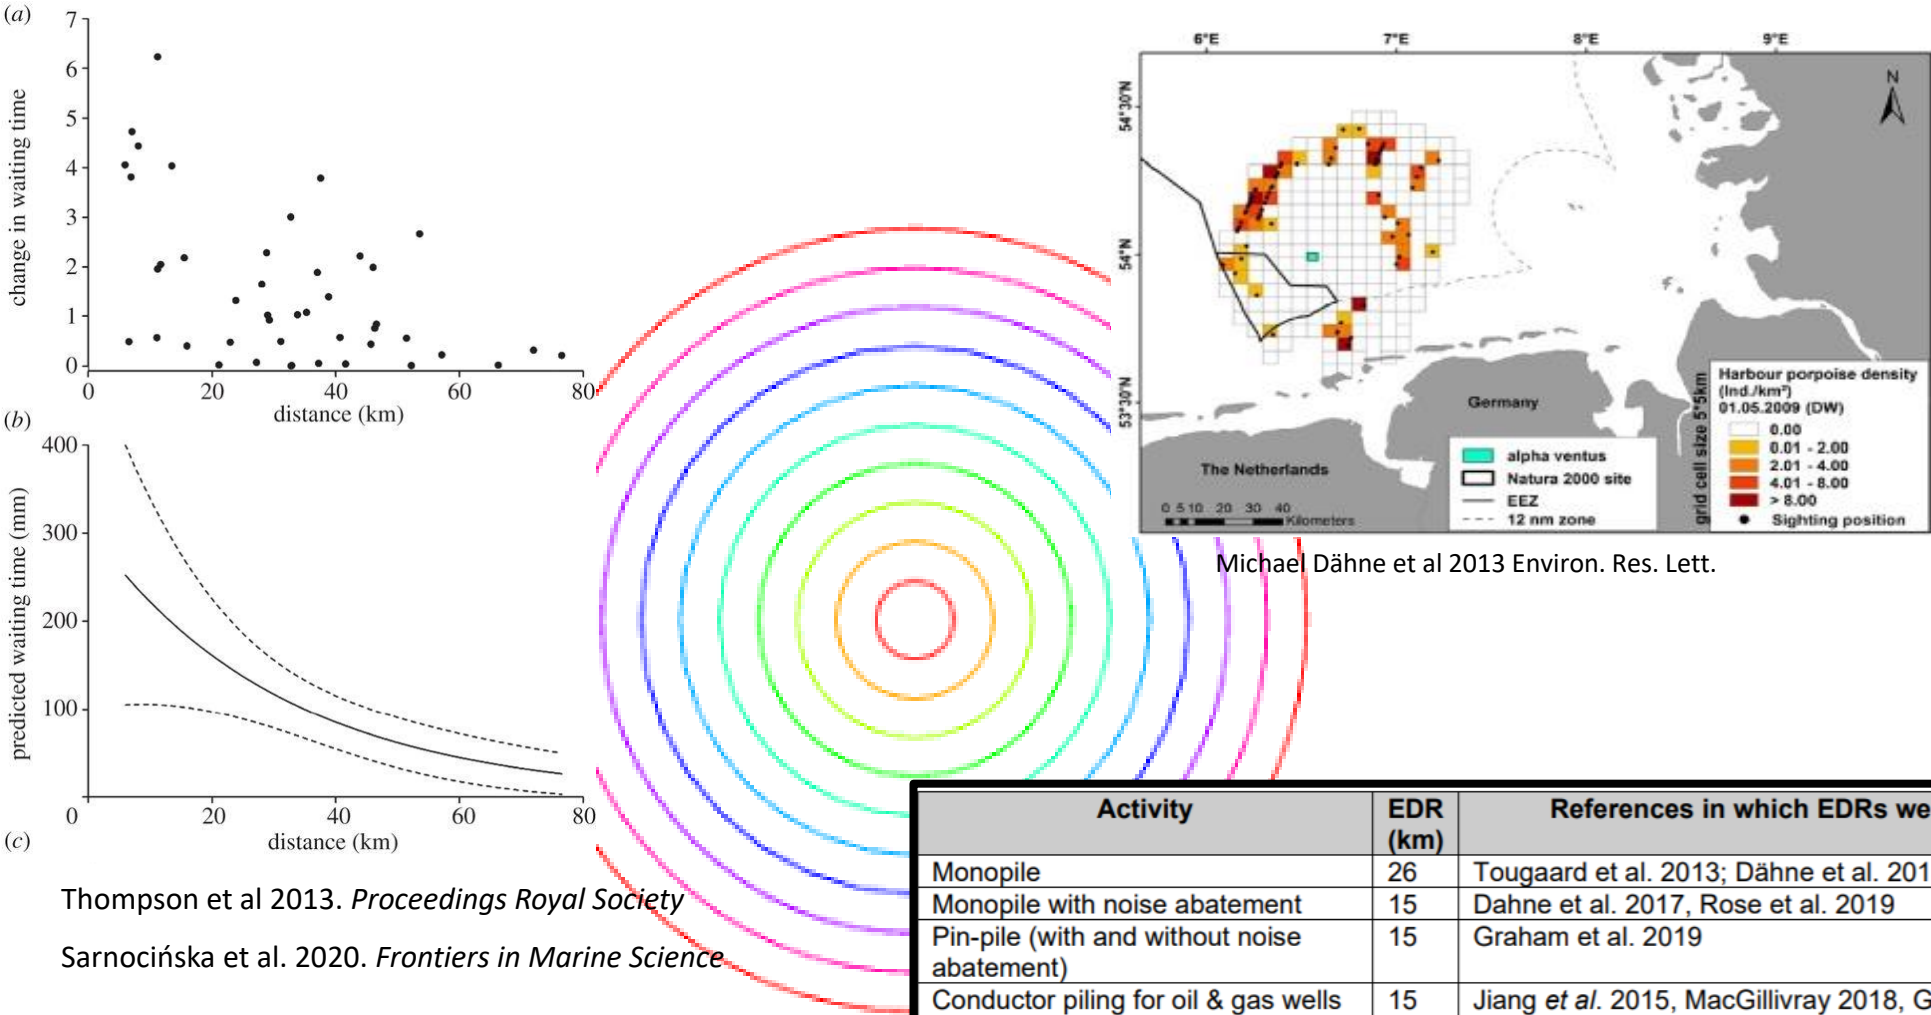 (a)
7
6
5
4
3
2
1
0
change in waiting time
0 20 40 60 80
distance (km)
(b)
400
300
200
100
predicted waiting time (mm)
0 20 40 60 80
distance (km)
(c)
Thompson et al 2013. Proceedings Royal Society
Sarnocińska et al. 2020. Frontiers in Marine Science
6°E 7°E 8°E 9°E
54°30'N
54°N
53°30'N
N
Germany
The Netherlands
0 5 10 20 30 40
Kilometers
alpha ventus
Natura 2000 site
EEZ
12 nm zone
grid cell size 5*5km
Harbour porpoise density
(Ind./km²)
01.05.2009 (DW)
0.00
0.01 - 2.00
2.01 - 4.00
4.01 - 8.00
> 8.00
Sighting position
Michael Dähne et al 2013 Environ. Res. Lett.
Activity EDR (km) References in which EDRs we
Monopile 26 Tougaard et al. 2013; Dähne et al. 201
Monopile with noise abatement 15 Dahne et al. 2017, Rose et al. 2019
Pin-pile (with and without noise 15 Graham et al. 2019
abatement)
Conductor piling for oil & gas wells 15 Jiang et al. 2015, MacGillivray 2018, G